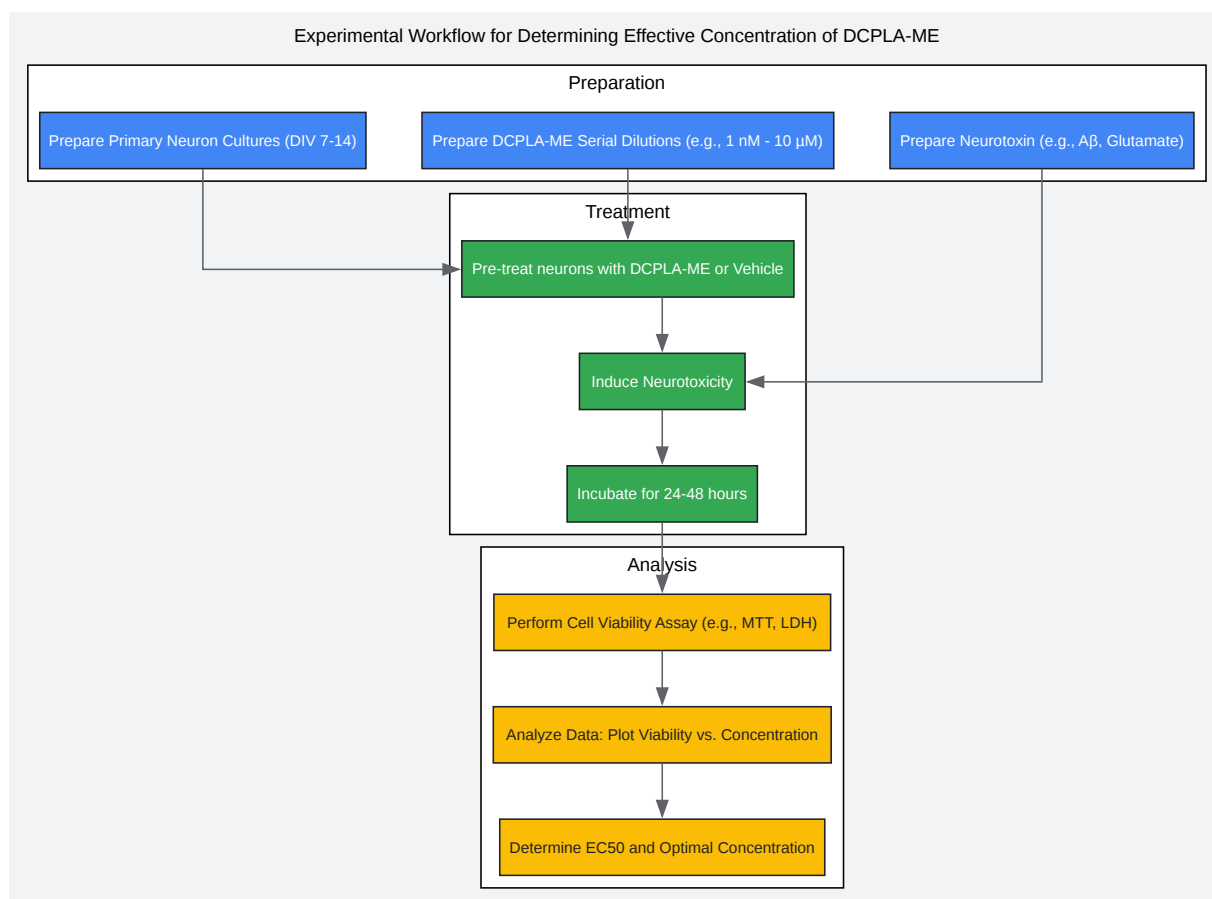 Experimental Workflow for Determining Effective Concentration of DCPLA-ME
Preparation
Prepare Primary Neuron Cultures (DIV 7-14)
Prepare DCPLA-ME Serial Dilutions (e.g., 1 nM - 10 µM)
Prepare Neurotoxin (e.g., Aβ, Glutamate)
Treatment
Pre-treat neurons with DCPLA-ME or Vehicle
Induce Neurotoxicity
Incubate for 24-48 hours
Analysis
Perform Cell Viability Assay (e.g., MTT, LDH)
Analyze Data: Plot Viability vs. Concentration
Determine EC50 and Optimal Concentration